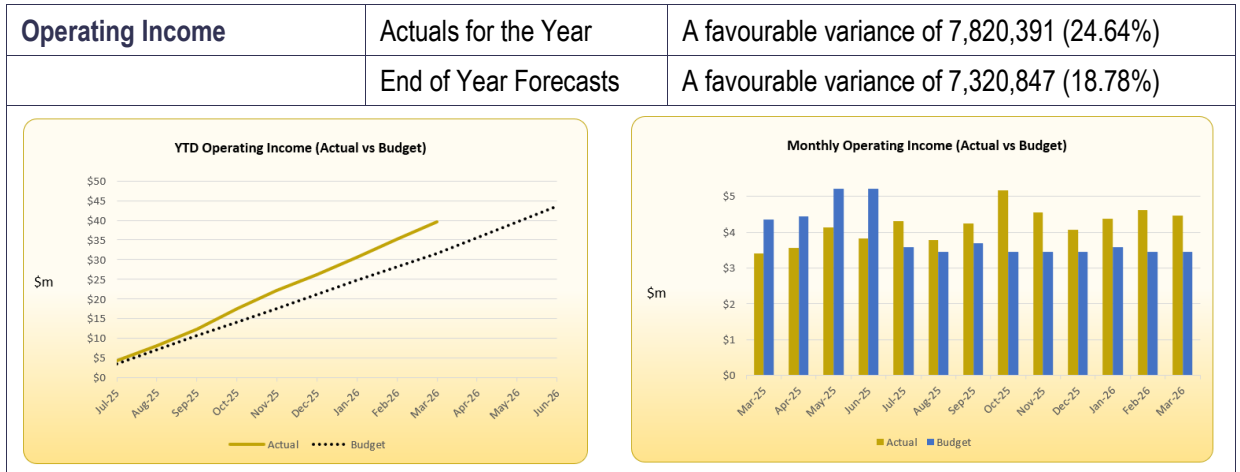 Operating Income
Actuals for the Year
A favourable variance of 7,820,391 (24.64%)
End of Year Forecasts
A favourable variance of 7,320,847 (18.78%)
YTD Operating Income (Actual vs Budget)
$50
$45
$40
$35
$30
$25
$20
$15
$10
$5
$0
$m
Jul-25
Aug-25
Sep-25
Oct-25
Nov-25
Dec-25
Jan-26
Feb-26
Mar-26
Apr-26
May-26
Jun-26
Actual
Budget
Monthly Operating Income (Actual vs Budget)
$5
$4
$3
$2
$1
$0
$m
Mar-25
Apr-25
May-25
Jun-25
Jul-25
Aug-25
Sep-25
Oct-25
Nov-25
Dec-25
Jan-26
Feb-26
Mar-26
Actual
Budget